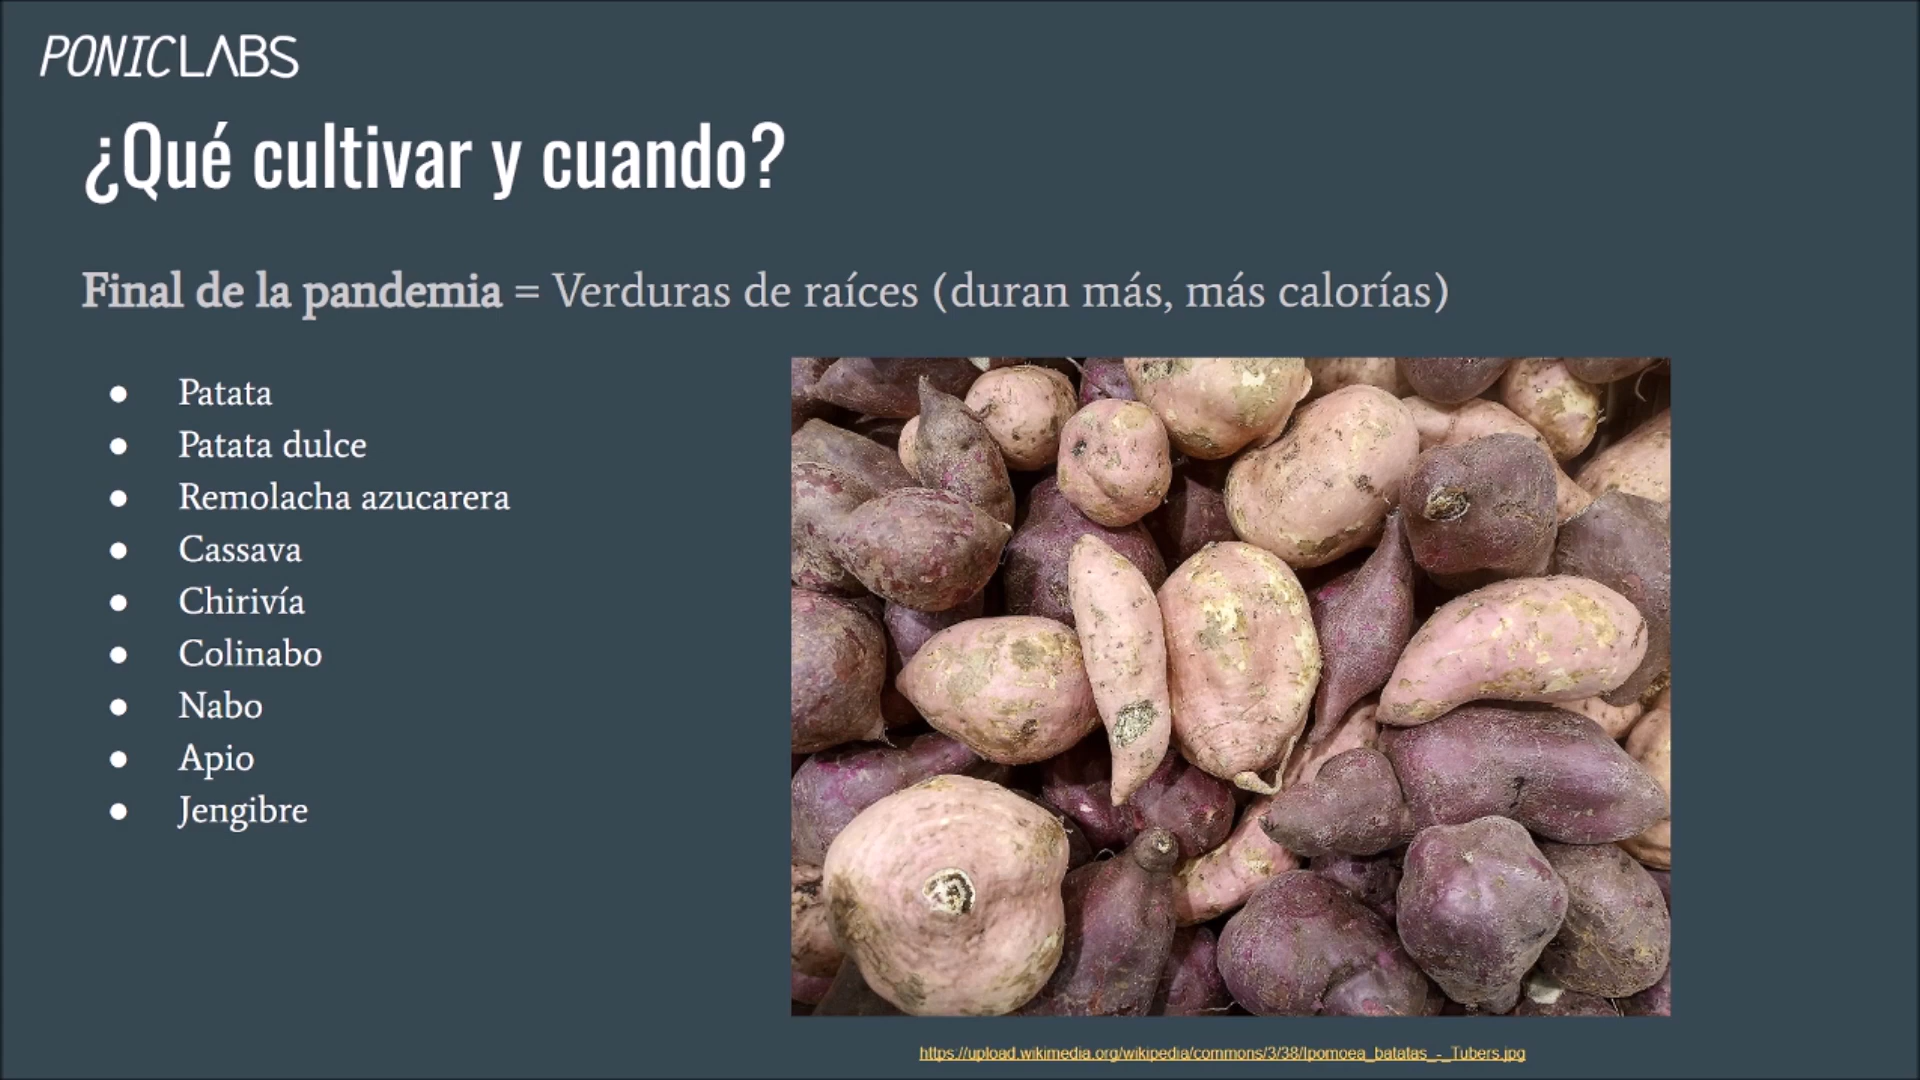 PONICLABS
¿Qué cultivar y cuando?
Final de la pandemia = Verduras de raíces (duran más, más calorías)
● Patata
● Patata dulce
● Remolacha azucarera
● Cassava
● Chirivía
● Colinabo
● Nabo
● Apio
● Jengibre
https://upload.wikimedia.org/wikipedia/commons/3/38/Ipomoea_batatas_-_Tubers.jpg